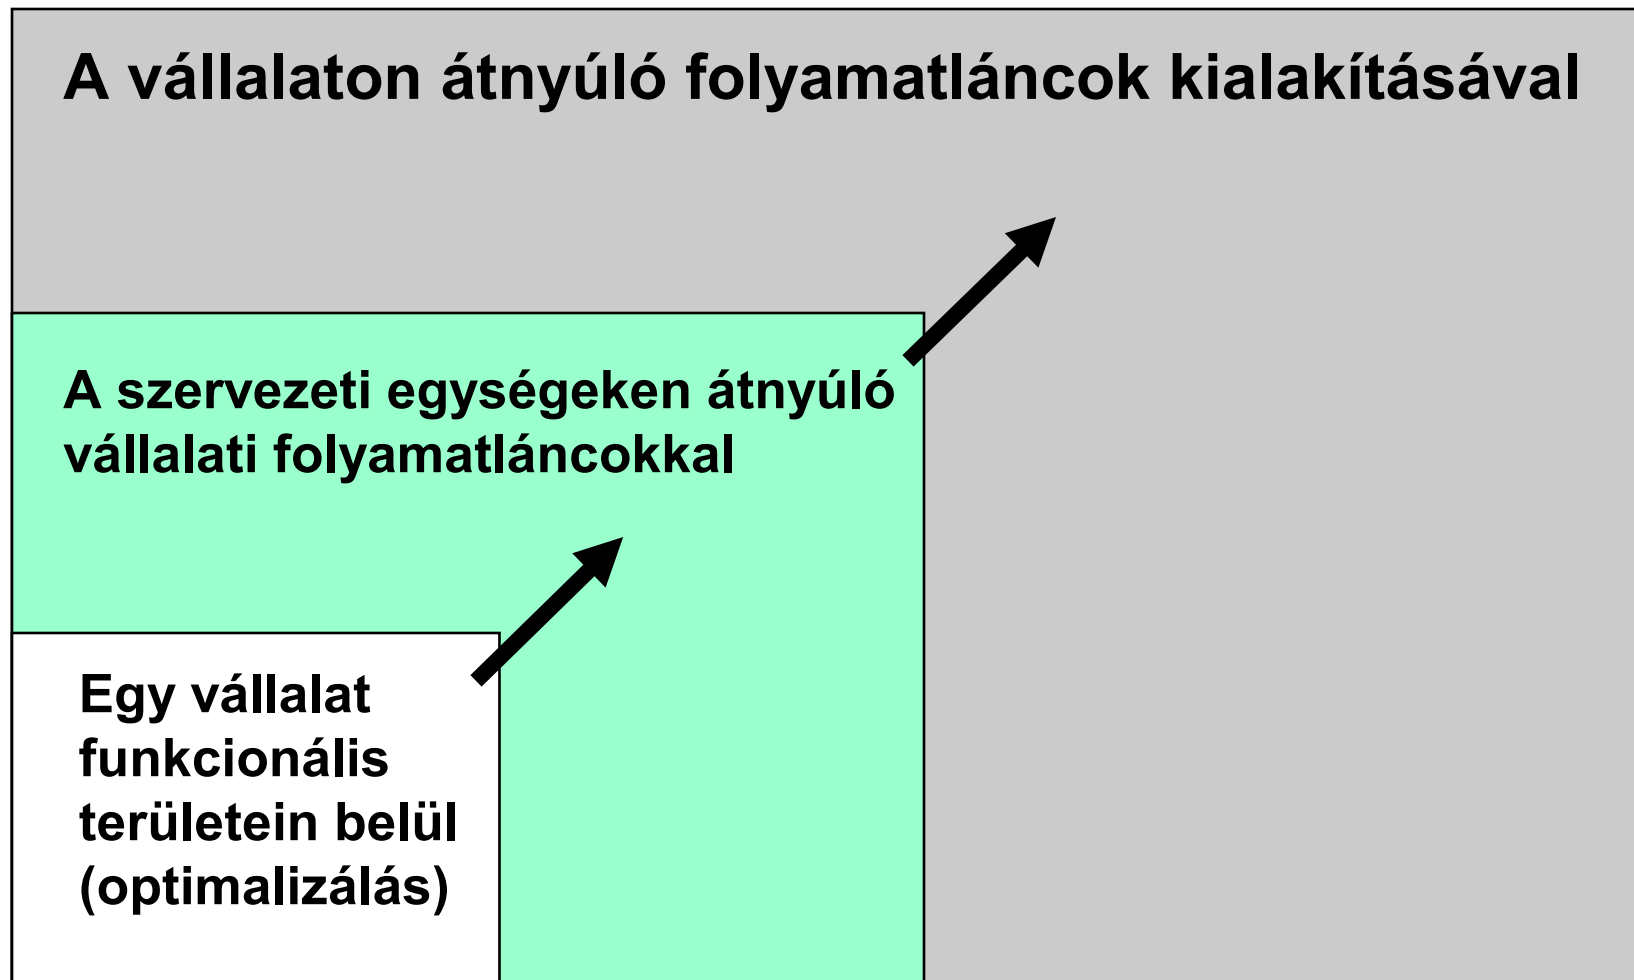 A vállalaton átnyúló folyamatláncok kialakításával
A szervezeti egységeken átnyúló
vállalati folyamatláncokkal
Egy vállalat
funkcionális
területein belül
(optimalizálás)